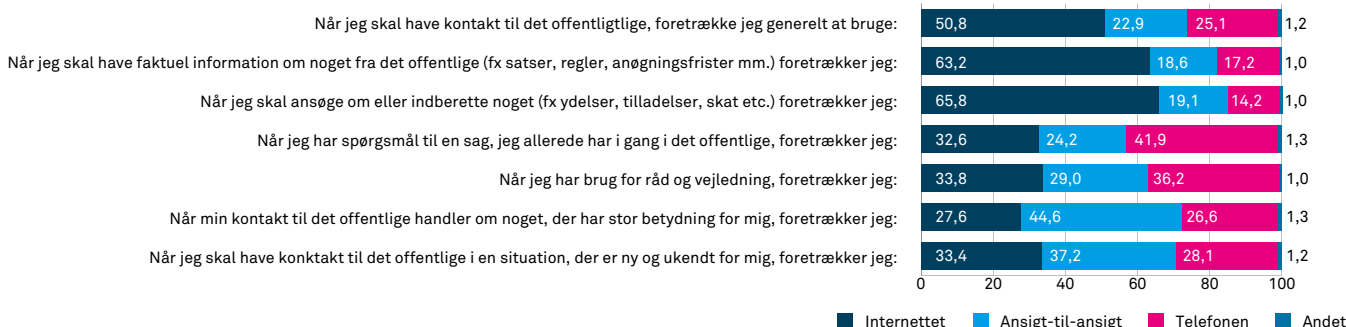 Når jeg skal have kontakt til det offentligtlige, foretrække jeg generelt at bruge: 50,8 22,9 25,1 1,2
Når jeg skal have faktuel information om noget fra det offentlige (fx satser, regler, anøgningsfrister mm.) foretrækker jeg: 63,2 18,6 17,2 1,0
Når jeg skal ansøge om eller indberette noget (fx ydelser, tilladelser, skat etc.) foretrækker jeg: 65,8 19,1 14,2 1,0
Når jeg har spørgsmål til en sag, jeg allerede har i gang i det offentlige, foretrækker jeg: 32,6 24,2 41,9 1,3
Når jeg har brug for råd og vejledning, foretrækker jeg: 33,8 29,0 36,2 1,0
Når min kontakt til det offentlige handler om noget, der har stor betydning for mig, foretrækker jeg: 27,6 44,6 26,6 1,3
Når jeg skal have konktakt til det offentlige i en situation, der er ny og ukendt for mig, foretrækker jeg: 33,4 37,2 28,1 1,2
0 20 40 60 80 100
Internettet Ansigt-til-ansigt Telefonen Andet